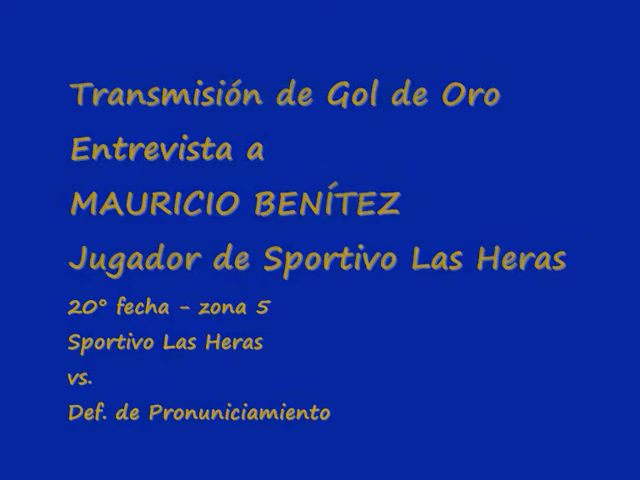 Transmisión de Gol de Oro
Entrevista a
MAURICIO BENÍTEZ
Jugador de Sportivo Las Heras
20° fecha - zona 5
Sportivo Las Heras
vs.
Def. de Pronuniciamiento